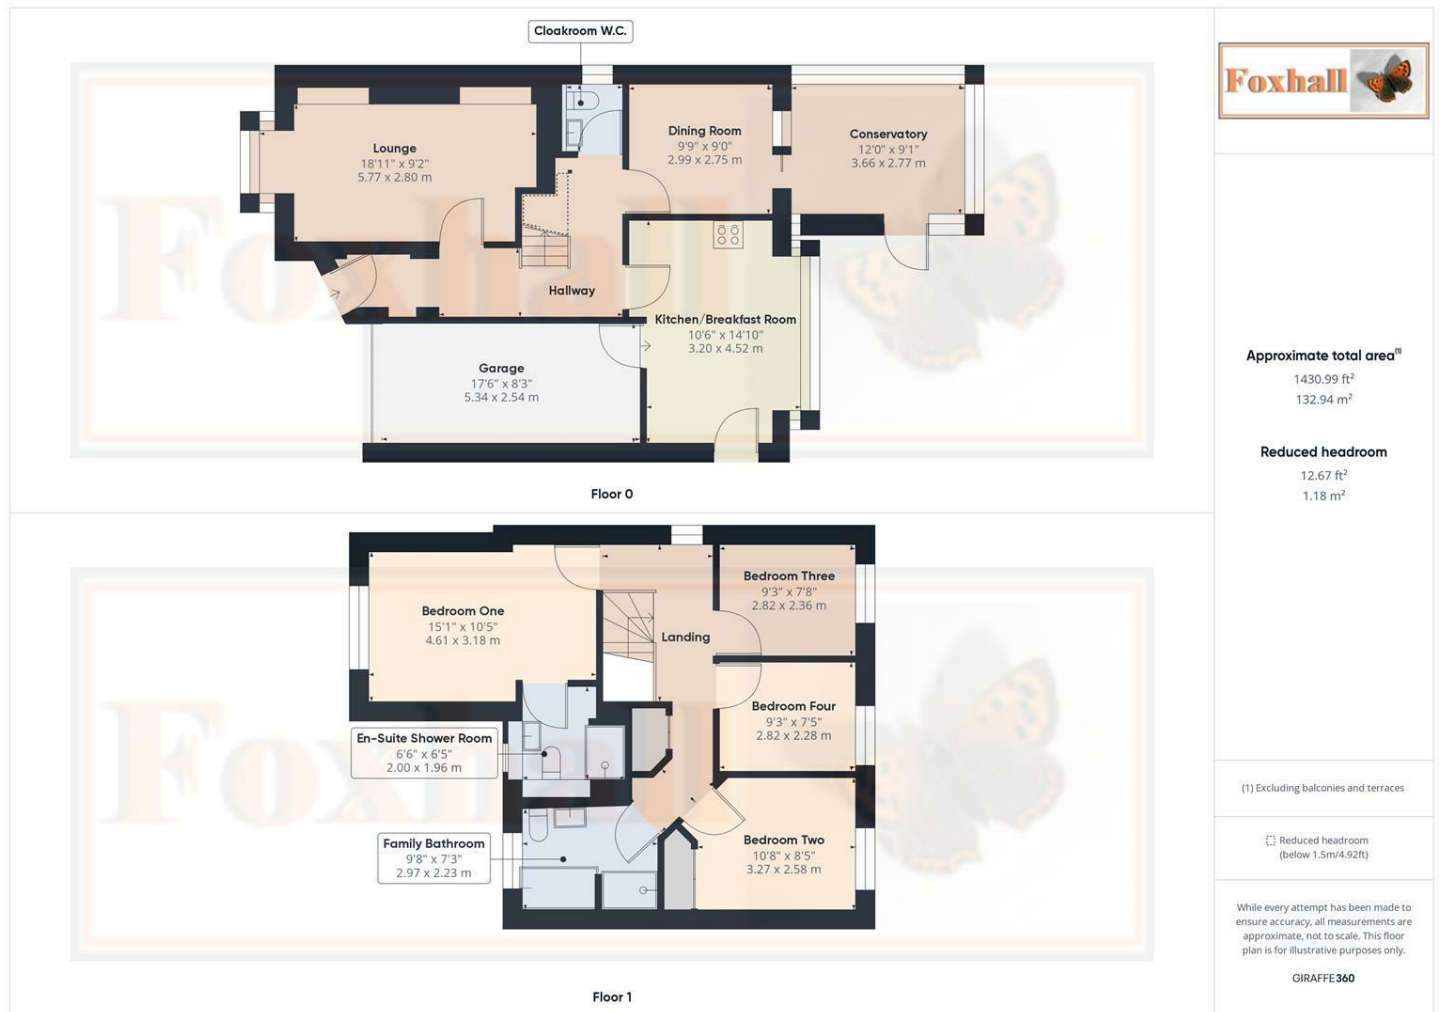 Cloakroom W.C.
Lounge
18'11" x 9'2"
5.77 x 2.80 m
Dining Room
9'9" x 9'0"
2.99 x 2.75 m
Conservatory
12'0" x 9'1"
3.66 x 2.77 m
Hallway
Kitchen/Breakfast Room
10'6" x 14'10"
3.20 x 4.52 m
Garage
17'6" x 8'3"
5.34 x 2.54 m
Foxhall
Floor 0
Bedroom One
15'1" x 10'5"
4.61 x 3.18 m
Landing
Bedroom Three
9'3" x 7'8"
2.82 x 2.36 m
Bedroom Four
9'3" x 7'5"
2.82 x 2.28 m
En-Suite Shower Room
6'6" x 6'5"
2.00 x 1.96 m
Family Bathroom
9'8" x 7'3"
2.97 x 2.23 m
Bedroom Two
10'8" x 8'5"
3.27 x 2.58 m
Foxhall
Floor 1
Foxhall
Approximate total area(1)
1430.99 ft²
132.94 m²
Reduced headroom
12.67 ft²
1.18 m²
(1) Excluding balconies and terraces
Reduced headroom
(below 1.5m/4.92ft)
While every attempt has been made to
ensure accuracy, all measurements are
approximate, not to scale. This floor
plan is for illustrative purposes only.
GIRAFFE360